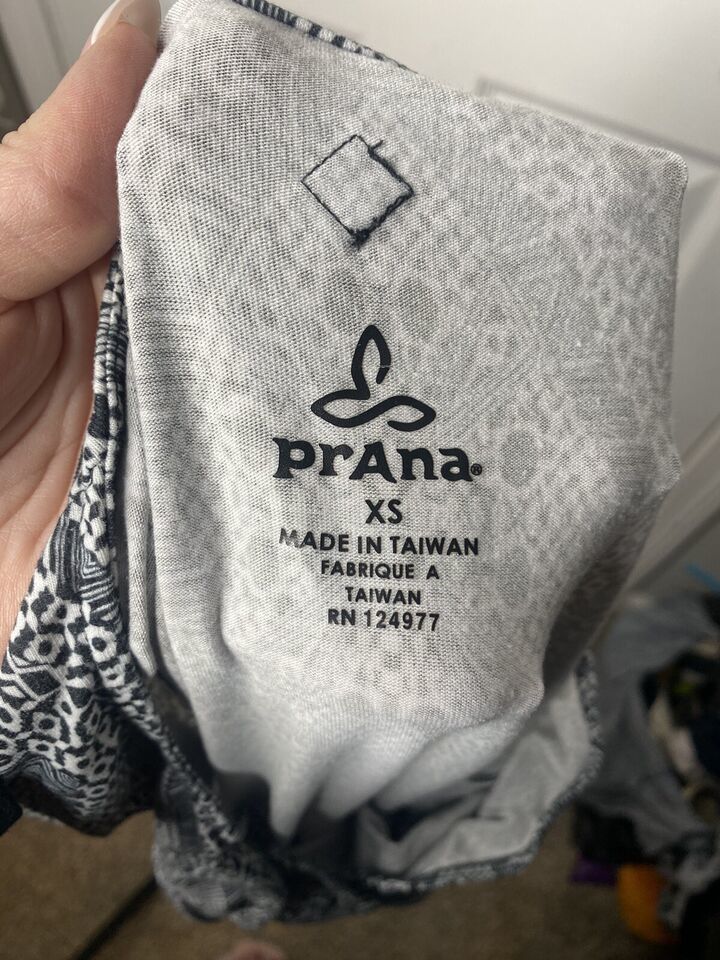 prAna®
XS
MADE IN TAIWAN
FABRIQUE A
TAIWAN
RN 124977